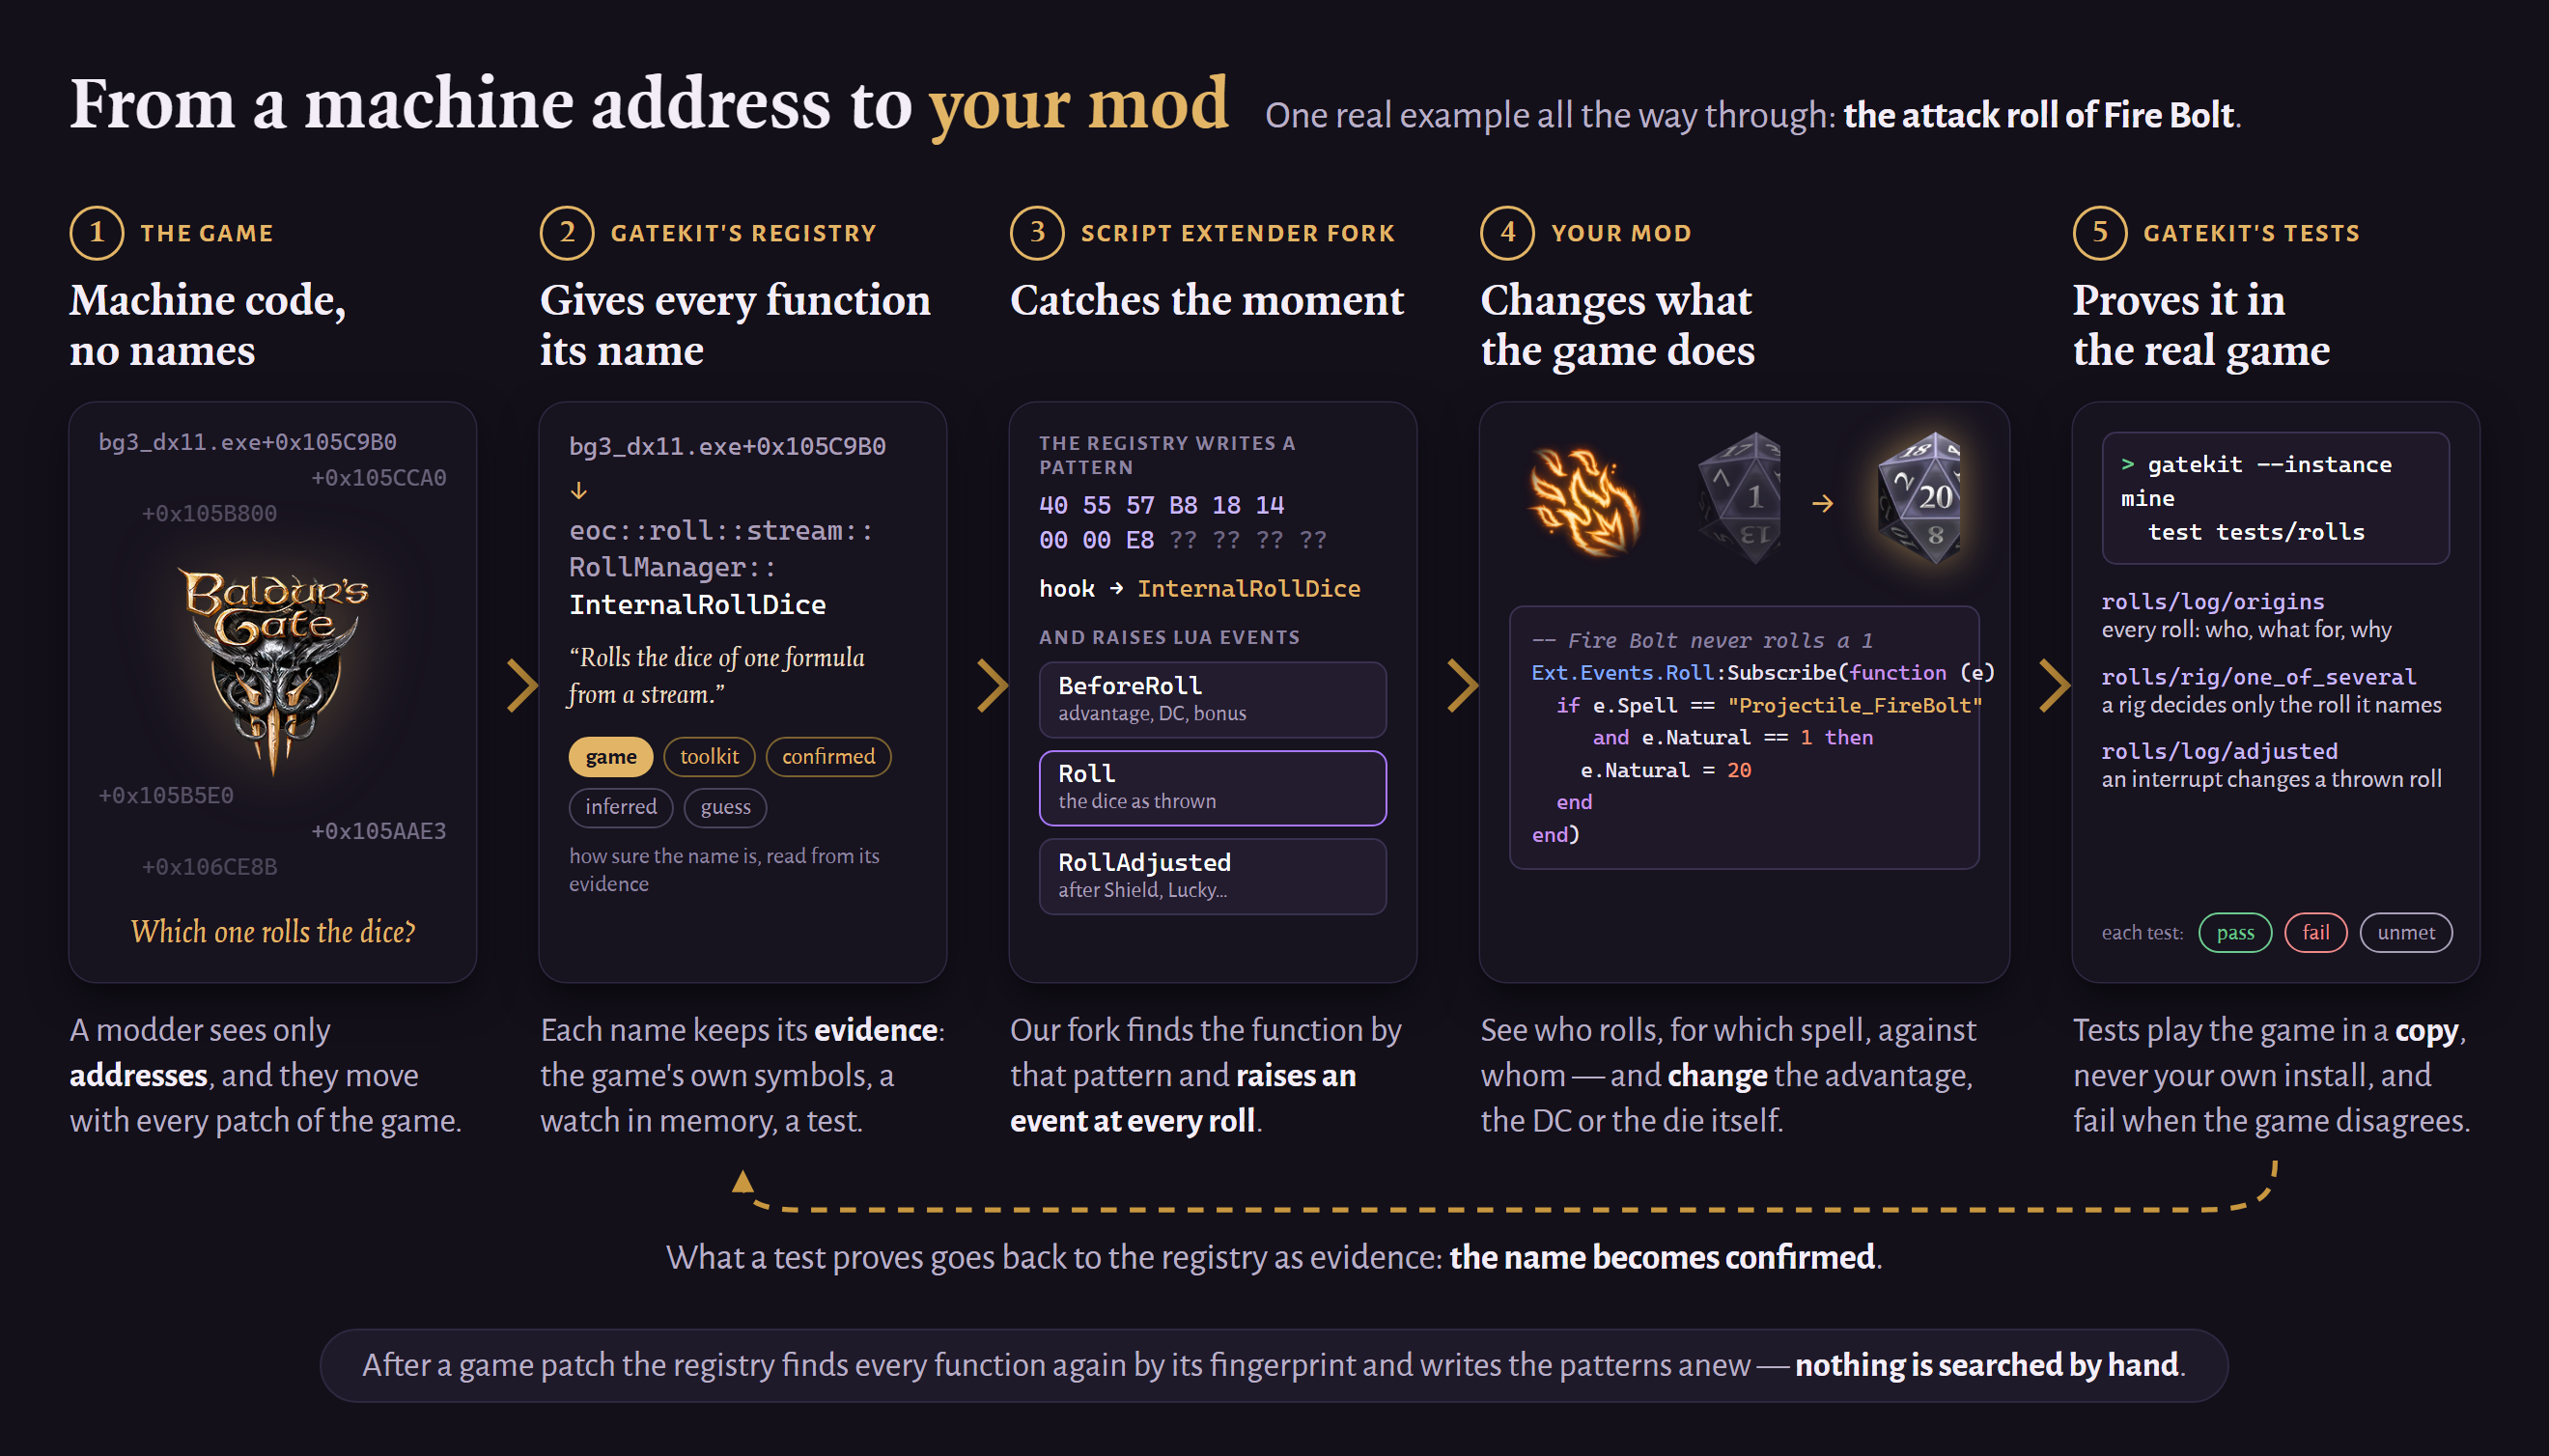 From a machine address to your mod
One real example all the way through: the attack roll of Fire Bolt.
1 THE GAME
Machine code,
no names
bg3_dx11.exe+0x105C9B0
+0x105CCA0
+0x105B800
Baldur's
Gate
+0x105B5E0
+0x105AAE3
+0x106CE8B
Which one rolls the dice?
A modder sees only
addresses, and they move
with every patch of the game.
2 GATEKIT'S REGISTRY
Gives every function
its name
bg3_dx11.exe+0x105C9B0
↓
eoc::roll::stream::
RollManager::
InternalRollDice
“Rolls the dice of one formula
from a stream.”
game toolkit confirmed
inferred guess
how sure the name is, read from its
evidence
Each name keeps its evidence:
the game's own symbols, a
watch in memory, a test.
3 SCRIPT EXTENDER FORK
Catches the moment
THE REGISTRY WRITES A
PATTERN
40 55 57 B8 18 14
00 00 E8 ?? ?? ?? ??
hook → InternalRollDice
AND RAISES LUA EVENTS
BeforeRoll
advantage, DC, bonus
Roll
the dice as thrown
RollAdjusted
after Shield, Lucky…
Our fork finds the function by
that pattern and raises an
event at every roll.
4 YOUR MOD
Changes what
the game does
17 7 1 13 → 18 2 20 8
-- Fire Bolt never rolls a 1
Ext.Events.Roll:Subscribe(function (e)
if e.Spell == "Projectile_FireBolt"
and e.Natural == 1 then
e.Natural = 20
end
end)
See who rolls, for which spell, against
whom — and change the advantage,
the DC or the die itself.
5 GATEKIT'S TESTS
Proves it in
the real game
> gatekit --instance
mine
test tests/rolls
rolls/log/origins
every roll: who, what for, why
rolls/rig/one_of_several
a rig decides only the roll it names
rolls/log/adjusted
an interrupt changes a thrown roll
each test: pass fail unmet
Tests play the game in a copy,
never your own install, and
fail when the game disagrees.
What a test proves goes back to the registry as evidence: the name becomes confirmed.
After a game patch the registry finds every function again by its fingerprint and writes the patterns anew — nothing is searched by hand.